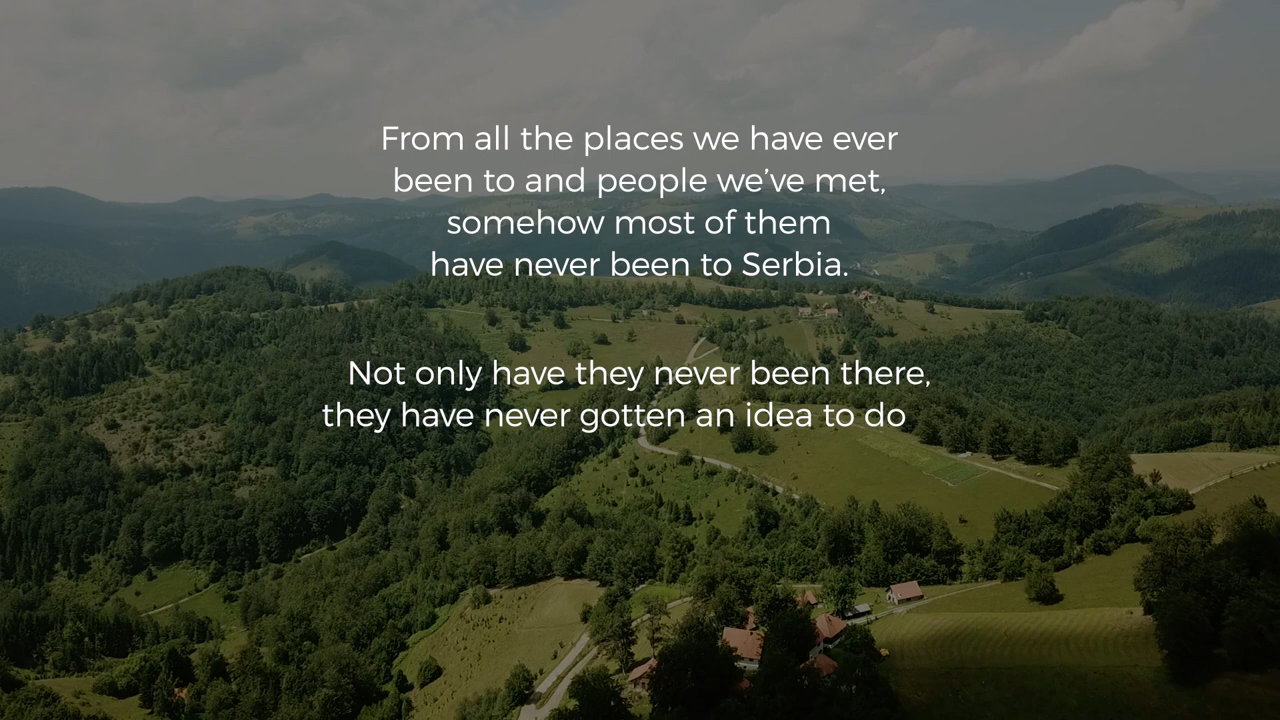 From all the places we have ever
been to and people we’ve met,
somehow most of them
have never been to Serbia.
Not only have they never been there,
they have never gotten an idea to do